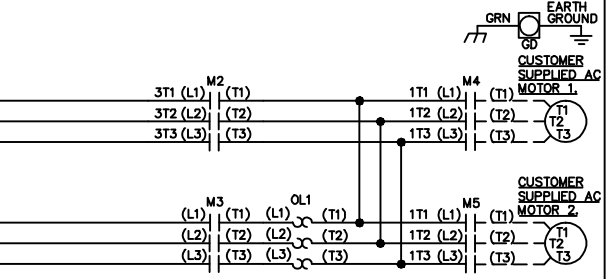 EARTH
GRN GROUND
GD
CUSTOMER
SUPPLIED AC
MOTOR 1.
M2 M4
3T1 (L1) (T1) 1T1 (L1) (T1) T1
3T2 (L2) (T2) 1T2 (L2) (T2) T2
3T3 (L3) (T3) 1T3 (L3) (T3) T3
CUSTOMER
SUPPLIED AC
MOTOR 2.
M3 OL1 M5
(L1) (T1) (L1) (T1) 1T1 (L1) (T1) T1
(L2) (T2) (L2) (T2) 1T2 (L2) (T2) T2
(L3) (T3) (L3) (T3) 1T3 (L3) (T3) T3